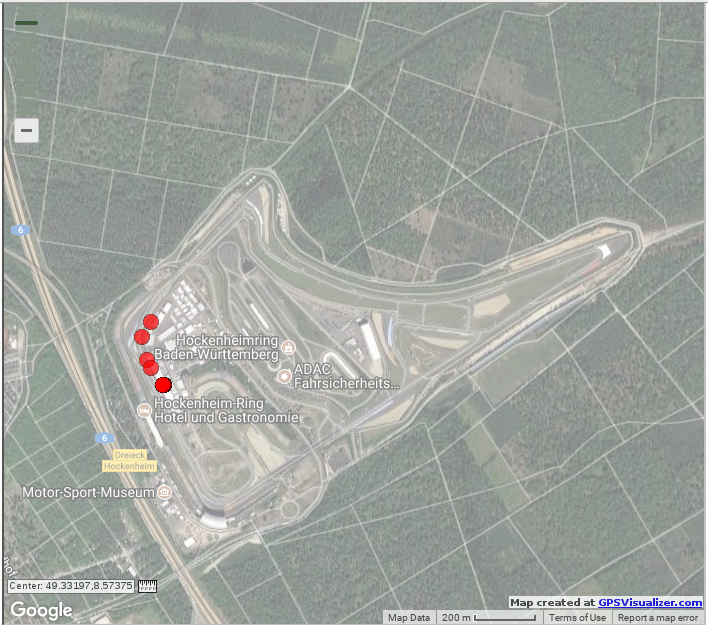 6
Hockenheimring
Baden-Württemberg
ADAC
Fahrsicherheits...
Hockenheim-Ring
Hotel und Gastronomie
6
Dreieck
Hockenheim
Motor-Sport-Museum
Center: 49.33197,8.57375
Map created at GPSVisualizer.com
Google
Map Data
200 m
Terms of Use
Report a map error